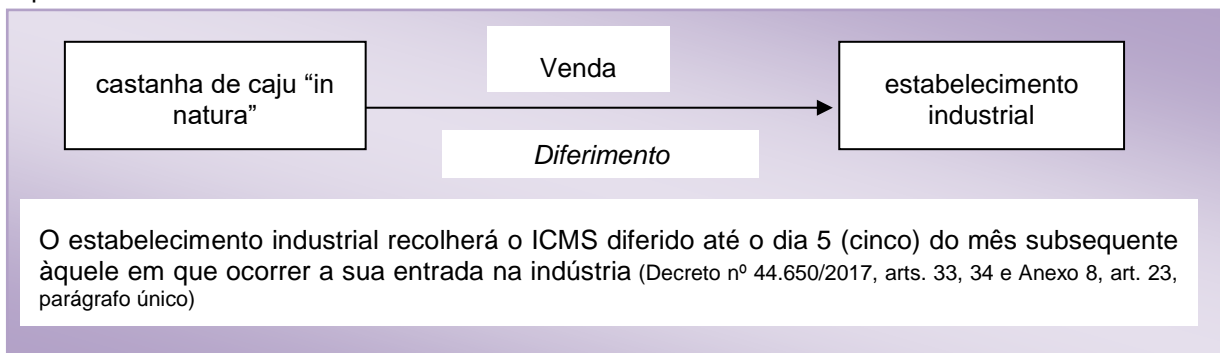 castanha de caju “in
natura”
Venda
Diferimento
estabelecimento
industrial
O estabelecimento industrial recolherá o ICMS diferido até o dia 5 (cinco) do mês subsequente
àquele em que ocorrer a sua entrada na indústria (Decreto nº 44.650/2017, arts. 33, 34 e Anexo 8, art. 23,
parágrafo único)